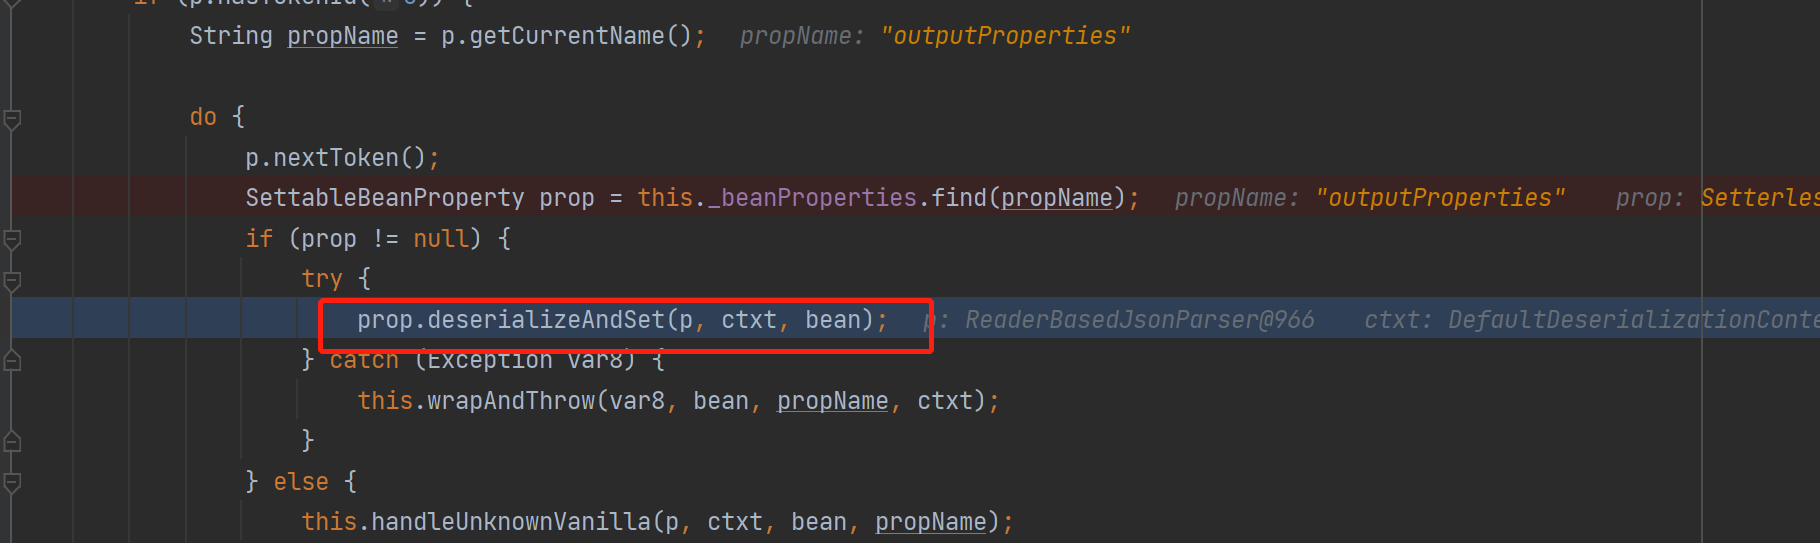 if (p.hasTokenId(
String propName = p.getCurrentName(); propName: "outputProperties"
do {
p.nextToken();
SettableBeanProperty prop = this._beanProperties.find(propName); propName: "outputProperties" prop: Setterles
if (prop != null) {
try {
prop.deserializeAndSet(p, ctxt, bean); p: ReaderBasedJsonParser@966 ctxt: DefaultDeserializationConte
} catch (Exception var8) {
this.wrapAndThrow(var8, bean, propName, ctxt);
}
} else {
this.handleUnknownVanilla(p, ctxt, bean, propName);